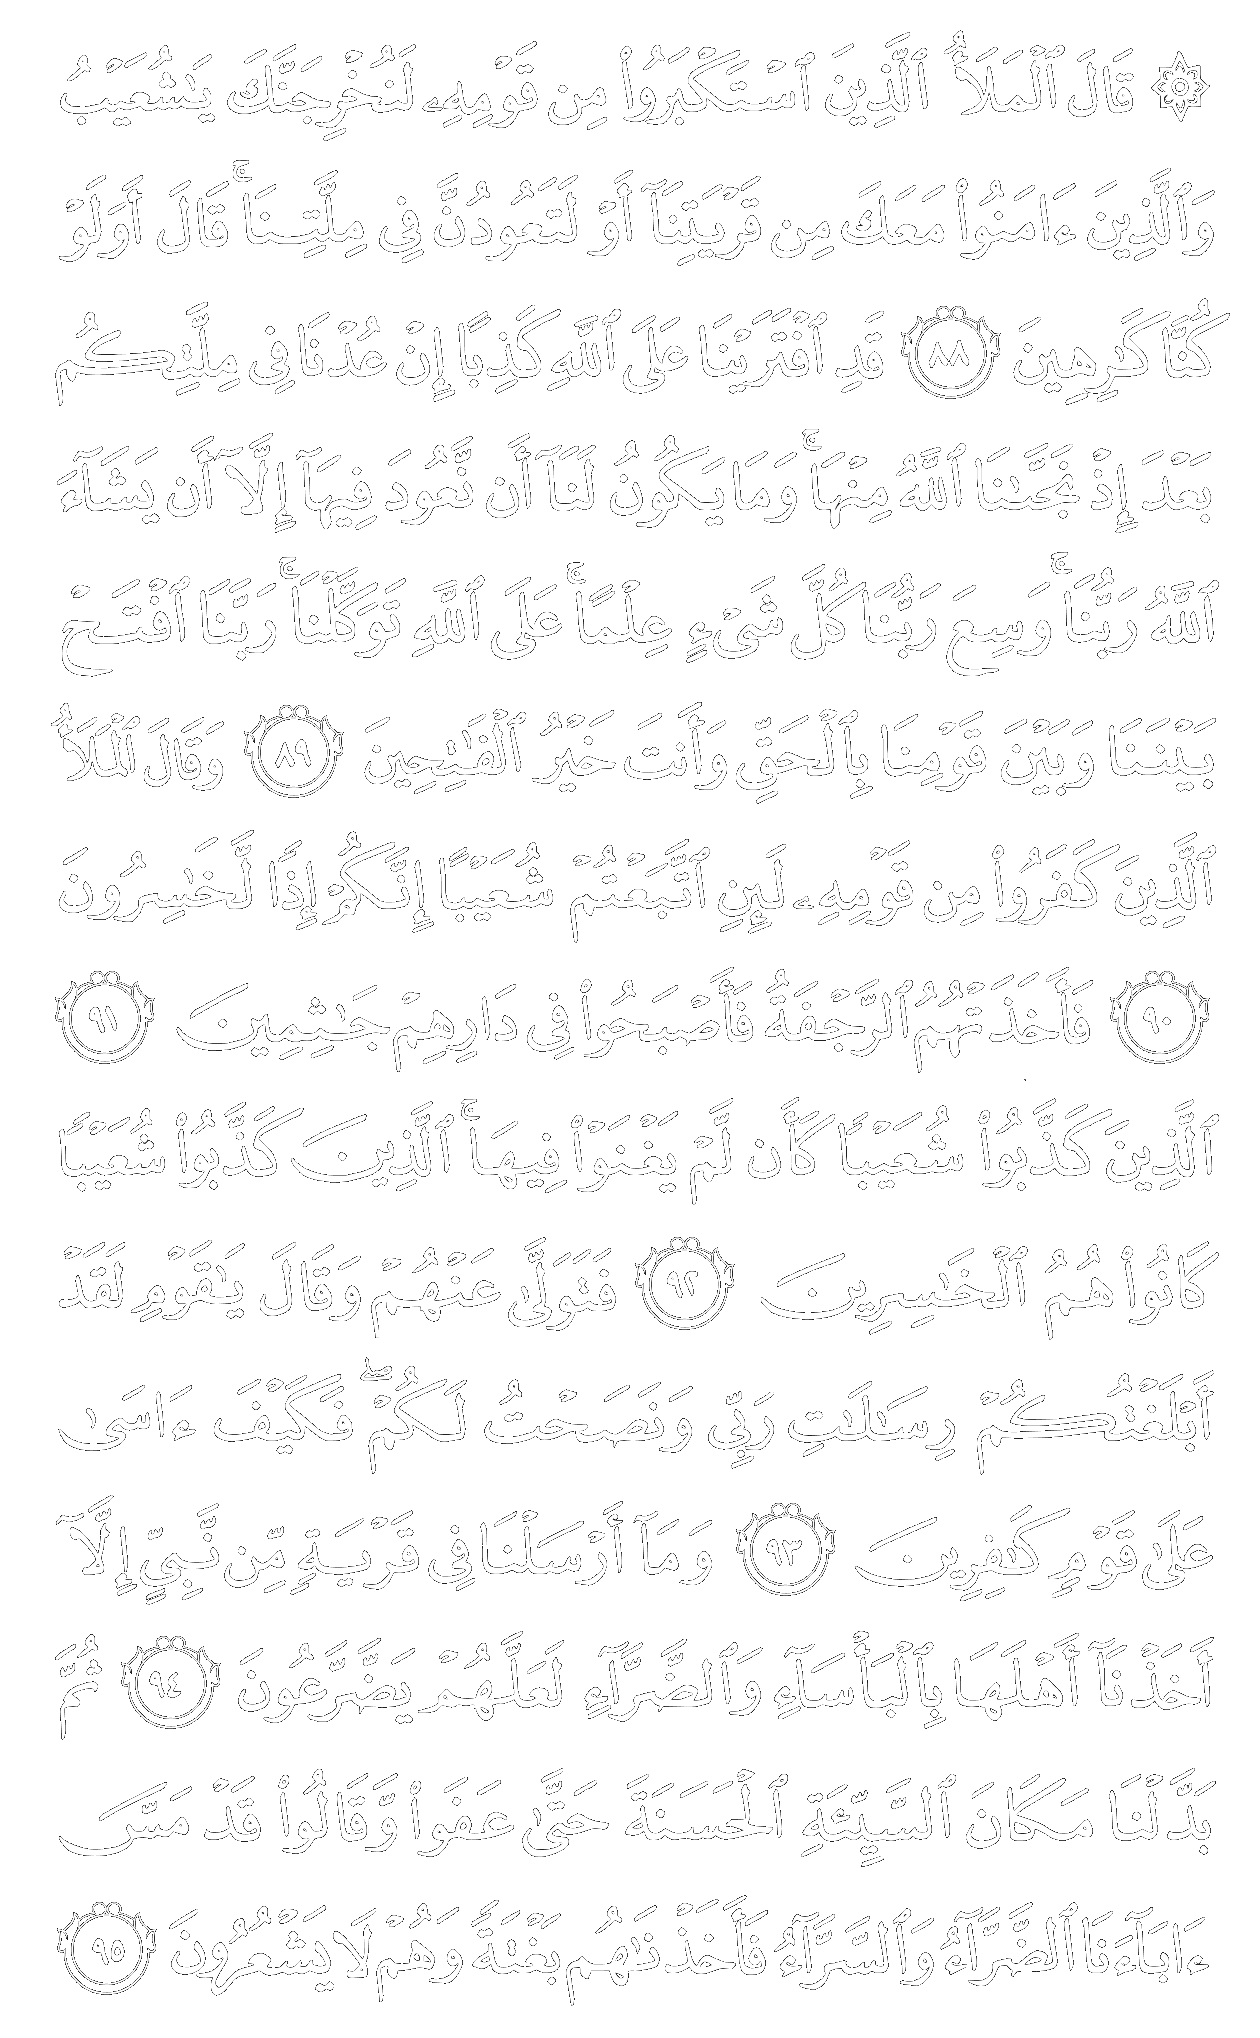 ۞ قَالَ ٱلْمَلَأُ ٱلَّذِينَ ٱسْتَكْبَرُوا۟ مِن قَوْمِهِۦ لَنُخْرِجَنَّكَ يَـٰشُعَيْبُ
وَٱلَّذِينَ ءَامَنُوا۟ مَعَكَ مِن قَرْيَتِنَآ أَوْ لَتَعُودُنَّ فِى مِلَّتِنَا ۚ قَالَ أَوَلَوْ
كُنَّا كَـٰرِهِينَ ٨٨ قَدِ ٱفْتَرَيْنَا عَلَى ٱللَّهِ كَذِبًا إِنْ عُدْنَا فِى مِلَّتِكُم
بَعْدَ إِذْ نَجَّىٰنَا ٱللَّهُ مِنْهَا ۚ وَمَا يَكُونُ لَنَآ أَن نَّعُودَ فِيهَآ إِلَّآ أَن يَشَآءَ
ٱللَّهُ رَبُّنَا ۚ وَسِعَ رَبُّنَا كُلَّ شَىْءٍ عِلْمًا ۚ عَلَى ٱللَّهِ تَوَكَّلْنَا ۚ رَبَّنَا ٱفْتَحْ
بَيْنَنَا وَبَيْنَ قَوْمِنَا بِٱلْحَقِّ وَأَنتَ خَيْرُ ٱلْفَـٰتِحِينَ ٨٩ وَقَالَ ٱلْمَلَأُ
ٱلَّذِينَ كَفَرُوا۟ مِن قَوْمِهِۦ لَئِنِ ٱتَّبَعْتُمْ شُعَيْبًا إِنَّكُمْ إِذًا لَّخَـٰسِرُونَ
٩٠ فَأَخَذَتْهُمُ ٱلرَّجْفَةُ فَأَصْبَحُوا۟ فِى دَارِهِمْ جَـٰثِمِينَ ٩١
ٱلَّذِينَ كَذَّبُوا۟ شُعَيْبًا كَأَن لَّمْ يَغْنَوْا۟ فِيهَا ۚ ٱلَّذِينَ كَذَّبُوا۟ شُعَيْبًا
كَانُوا۟ هُمُ ٱلْخَـٰسِرِينَ ٩٢ فَتَوَلَّىٰ عَنْهُمْ وَقَالَ يَـٰقَوْمِ لَقَدْ
أَبْلَغْتُكُمْ رِسَـٰلَـٰتِ رَبِّى وَنَصَحْتُ لَكُمْ ۖ فَكَيْفَ ءَاسَىٰ
عَلَىٰ قَوْمٍ كَـٰفِرِينَ ٩٣ وَمَآ أَرْسَلْنَا فِى قَرْيَةٍ مِّن نَّبِىٍّ إِلَّآ
أَخَذْنَآ أَهْلَهَا بِٱلْبَأْسَآءِ وَٱلضَّرَّآءِ لَعَلَّهُمْ يَضَّرَّعُونَ ٩٤ ثُمَّ
بَدَّلْنَا مَكَانَ ٱلسَّيِّئَةِ ٱلْحَسَنَةَ حَتَّىٰ عَفَوا۟ وَّقَالُوا۟ قَدْ مَسَّ
ءَابَآءَنَا ٱلضَّرَّآءُ وَٱلسَّرَّآءُ فَأَخَذْنَـٰهُم بَغْتَةً وَهُمْ لَا يَشْعُرُونَ ٩٥